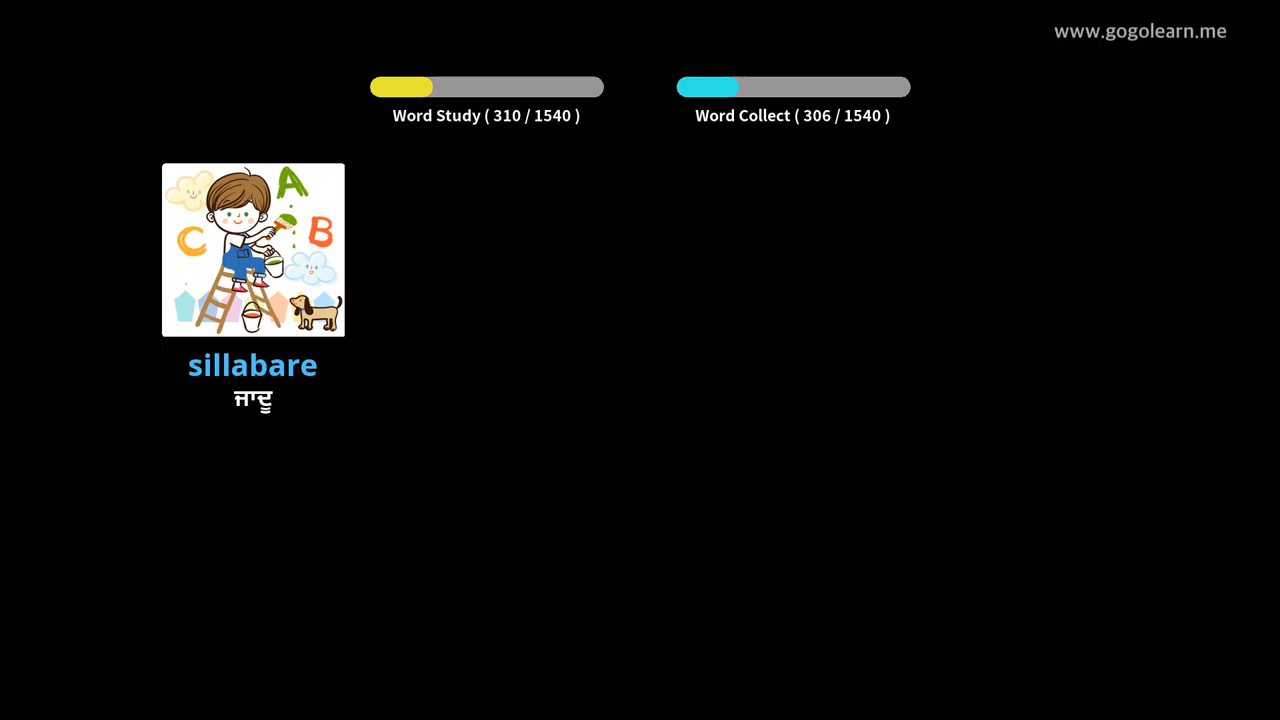 www.gogolearn.me
Word Study ( 310 / 1540 )
Word Collect ( 306 / 1540 )
A
B
C
sillabare
ਜਾਦੂ